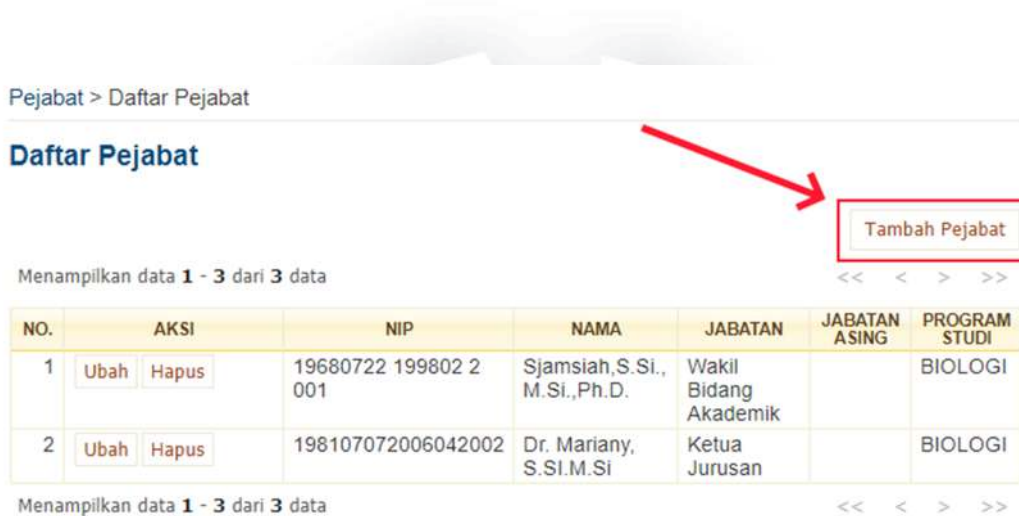 Pejabat > Daftar Pejabat
Daftar Pejabat
Tambah Pejabat
Menampilkan data 1 - 3 dari 3 data
<< < > >>
NO. AKSI NIP NAMA JABATAN JABATAN ASING PROGRAM STUDI
1 Ubah Hapus 19680722 199802 2 001 Sjamsiah,S.Si., M.Si.,Ph.D. Wakil Bidang Akademik BIOLOGI
2 Ubah Hapus 198107072006042002 Dr. Mariany, S.SI.M.Si Ketua Jurusan BIOLOGI
Menampilkan data 1 - 3 dari 3 data
<< < > >>